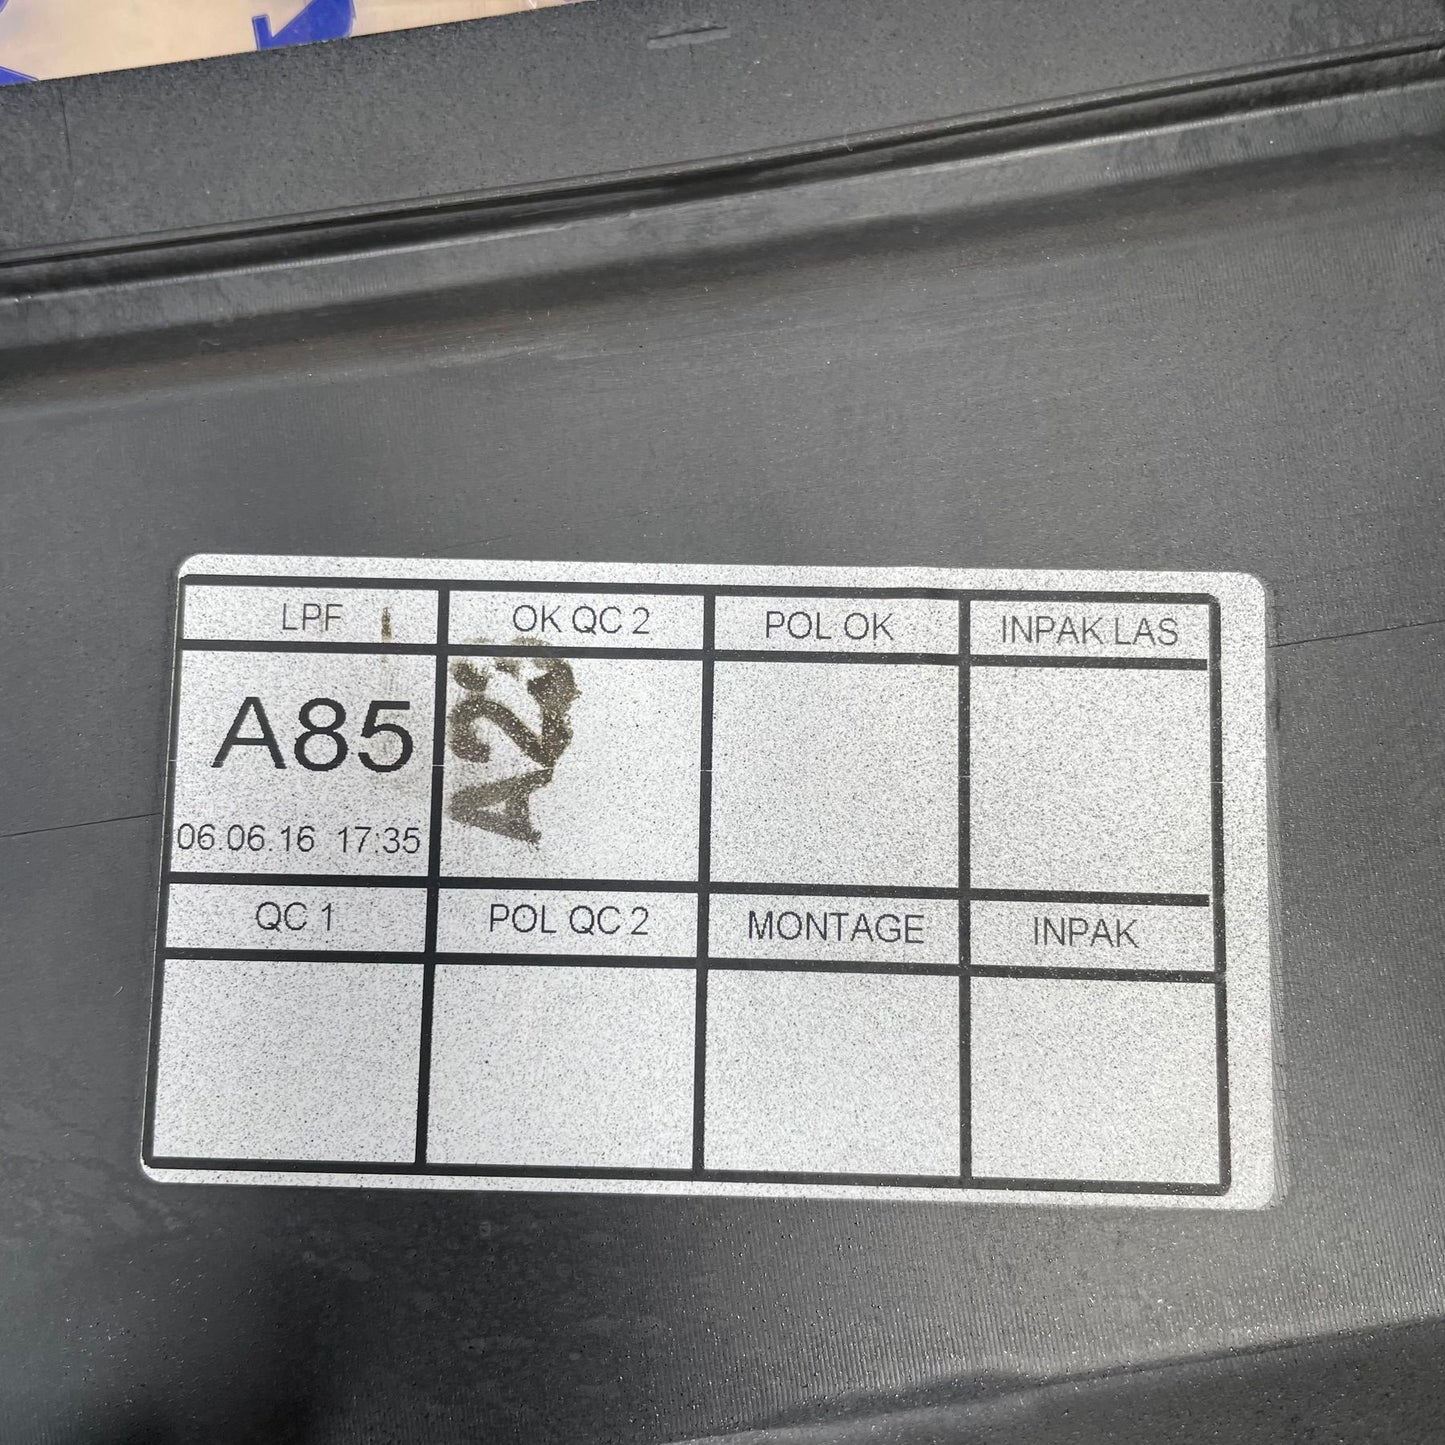 LPF OK QC 2 POL OK INPAK LAS
A85
06.06.16 17:35
QC 1 POL QC 2 MONTAGE INPAK